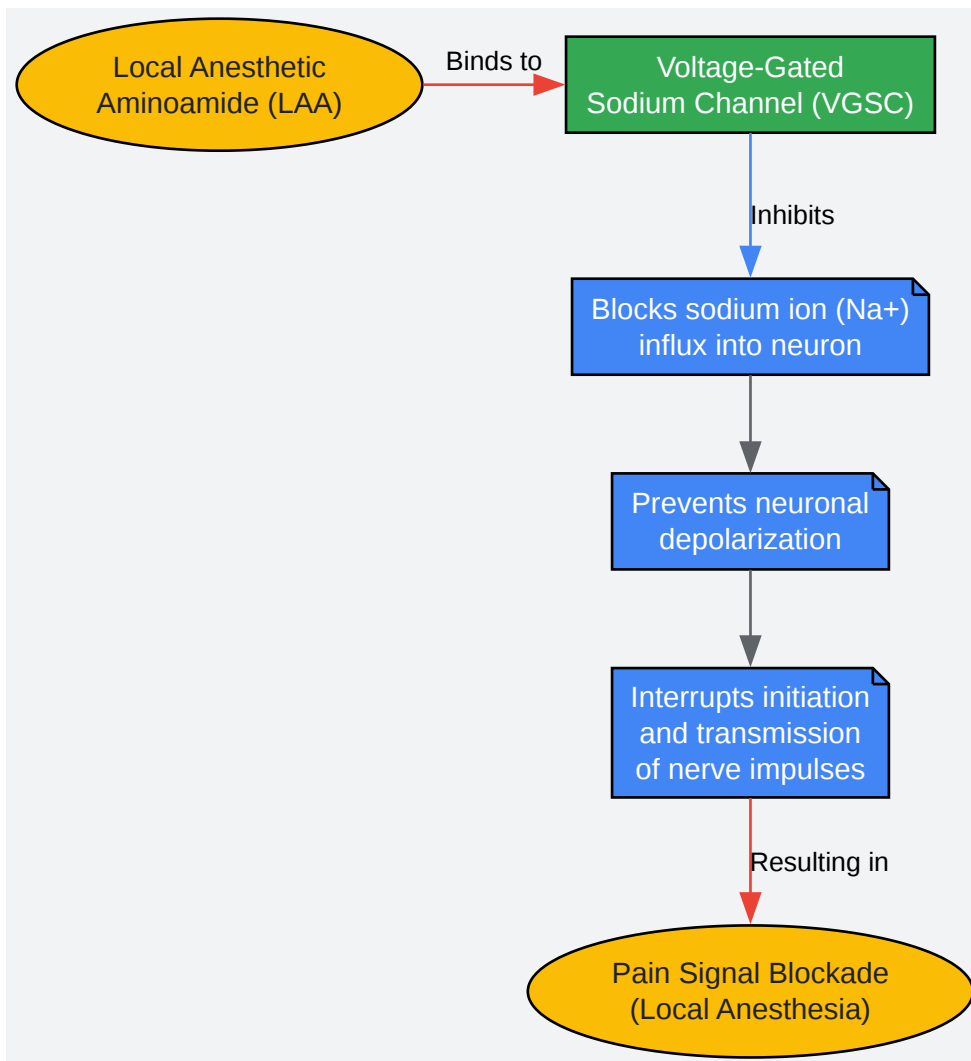 Local Anesthetic
Aminoamide (LAA)
Binds to
Voltage-Gated
Sodium Channel (VGSC)
Inhibits
Blocks sodium ion (Na+)
influx into neuron
Prevents neuronal
depolarization
Interrupts initiation
and transmission
of nerve impulses
Resulting in
Pain Signal Blockade
(Local Anesthesia)